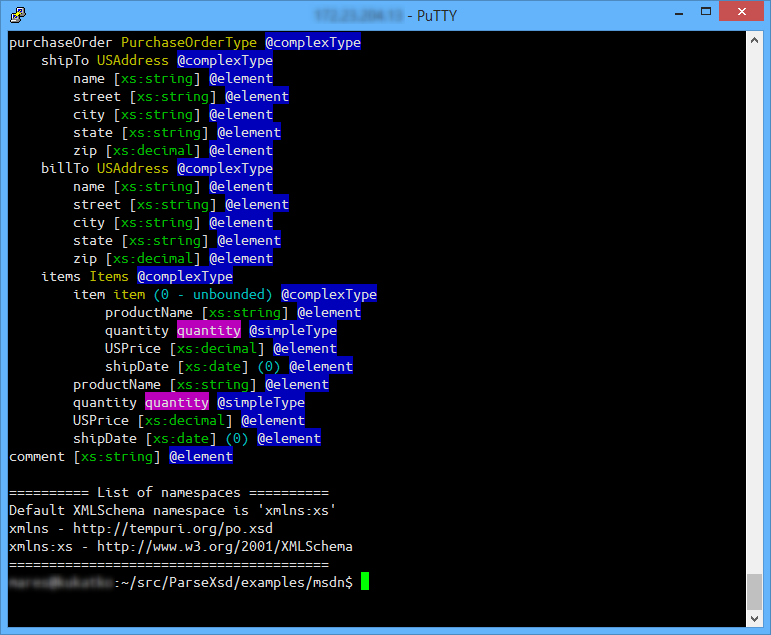 - PuTTY
purchaseOrder PurchaseOrderType @complexType
shipTo USAddress @complexType
name [xs:string] @element
street [xs:string] @element
city [xs:string] @element
state [xs:string] @element
zip [xs:decimal] @element
billTo USAddress @complexType
name [xs:string] @element
street [xs:string] @element
city [xs:string] @element
state [xs:string] @element
zip [xs:decimal] @element
items Items @complexType
item item (0 - unbounded) @complexType
productName [xs:string] @element
quantity quantity @simpleType
USPrice [xs:decimal] @element
shipDate [xs:date] (0) @element
productName [xs:string] @element
quantity quantity @simpleType
USPrice [xs:decimal] @element
shipDate [xs:date] (0) @element
comment [xs:string] @element
========== List of namespaces ==========
Default XMLSchema namespace is 'xmlns:xs'
xmlns - http://tempuri.org/po.xsd
xmlns:xs - http://www.w3.org/2001/XMLSchema
========================================
:~/src/ParseXsd/examples/msdn$